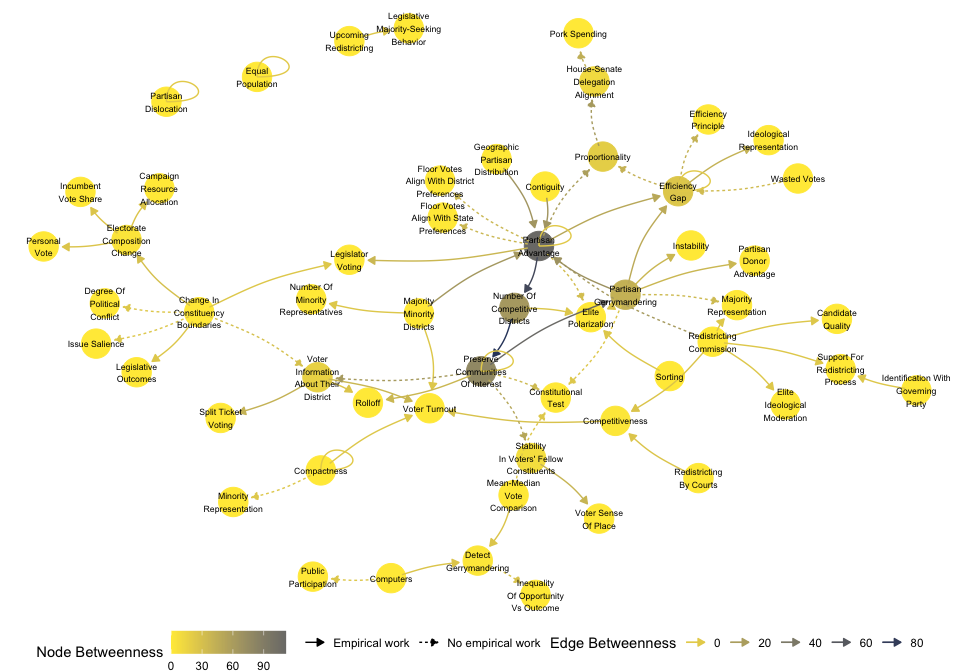 Legislative
Majority-Seeking
Behavior
Upcoming
Redistricting
Pork Spending
Equal
Population
House-Senate
Delegation
Alignment
Partisan
Dislocation
Efficiency
Principle
Ideological
Representation
Geographic
Partisan
Distribution
Proportionality
Floor Votes
Align With District
Preferences
Contiguity
Efficiency
Gap
Wasted Votes
Incumbent
Vote Share
Campaign
Resource
Allocation
Floor Votes
Align With State
Preferences
Personal
Vote
Electorate
Composition
Change
Legislator
Voting
Partisan
Advantage
Instability
Partisan
Donor
Advantage
Degree Of
Political
Conflict
Change In
Constituency
Boundaries
Number Of
Minority
Representatives
Majority
Minority
Districts
Number Of
Competitive
Districts
Elite
Polarization
Partisan
Gerrymandering
Majority
Representation
Candidate
Quality
Issue Salience
Redistricting
Commission
Legislative
Outcomes
Voter
Information
About Their
District
Preserve
Communities
Of Interest
Sorting
Support For
Redistricting
Process
Identification With
Governing
Party
Rolloff
Voter Turnout
Constitutional
Test
Elite
Ideological
Moderation
Split Ticket
Voting
Competitiveness
Stability
In Voters' Fellow
Constituents
Compactness
Redistricting
By Courts
Mean-Median
Vote
Comparison
Minority
Representation
Voter Sense
Of Place
Detect
Gerrymandering
Public
Participation
Computers
Inequality
Of Opportunity
Vs Outcome
Node Betweenness
0 30 60 90
Empirical work
No empirical work
Edge Betweenness
0 20 40 60 80